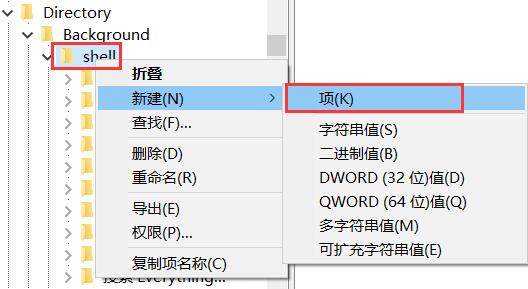 Directory
Background
shell
折叠
新建(N)
查找(F)...
删除(D)
重命名(R)
导出(E)
权限(P)...
复制项名称(C)
项(K)
字符串值(S)
二进制值(B)
DWORD (32 位)值(D)
QWORD (64 位)值(Q)
多字符串值(M)
可扩充字符串值(E)
搜索 Everything...